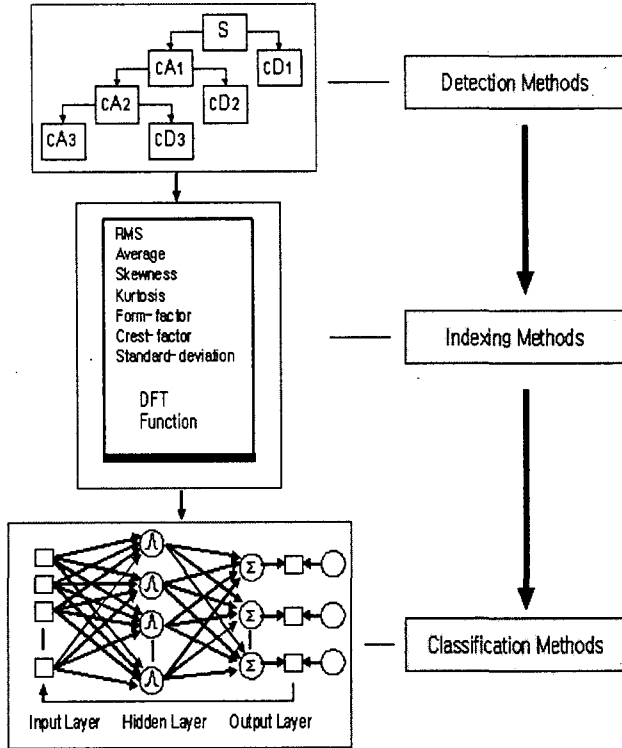 S
cA1
cD1
cA2
cD2
cA3
cD3
Detection Methods
RMS
Average
Skewness
Kurtosis
Form-factor
Crest-factor
Standard-deviation
DFT
Function
Indexing Methods
Σ
Σ
Σ
Input Layer
Hidden Layer
Output Layer
Classification Methods